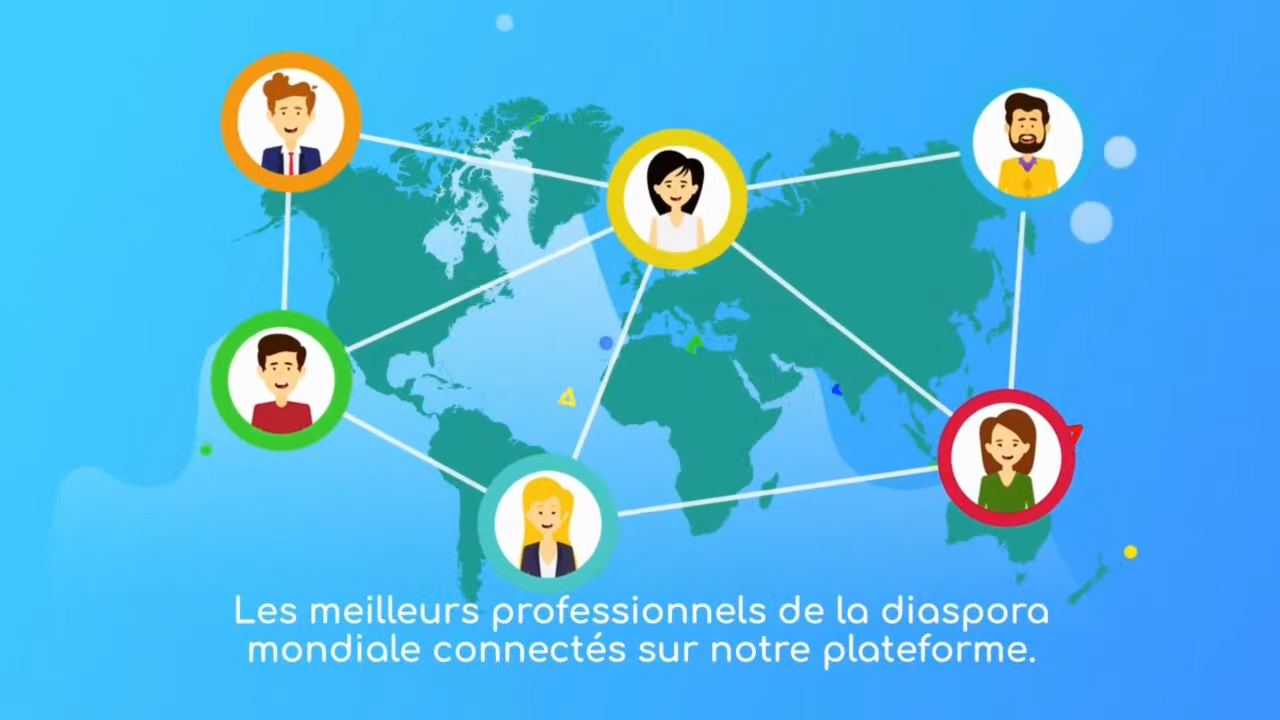 Les meilleurs professionnels de la diaspora
mondiale connectés sur notre plateforme.